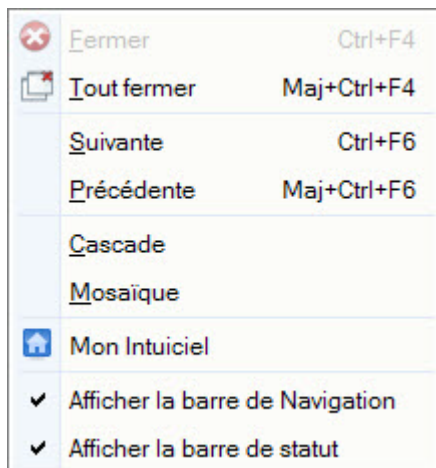 Fermer Ctrl+F4
Tout fermer Maj+Ctrl+F4
Suivante Ctrl+F6
Précédente Maj+Ctrl+F6
Cascade
Mosaïque
Mon Intuiciel
Afficher la barre de Navigation
Afficher la barre de statut